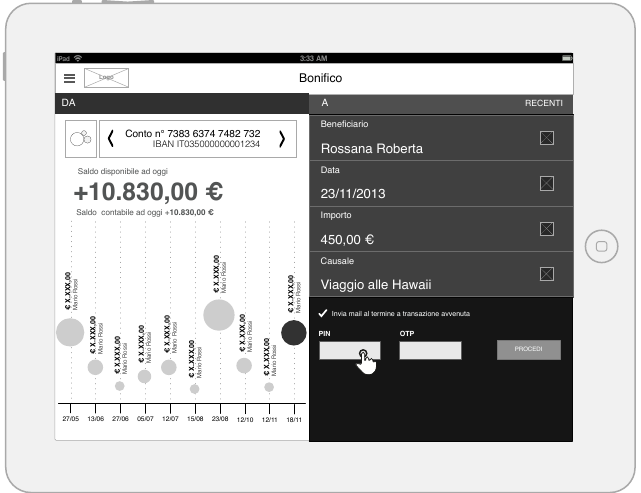 iPad
3:33 AM
Logo
Bonifico
DA
A
RECENTI
Conto n° 7383 6374 7482 732
IBAN IT035000000001234
Saldo disponibile ad oggi
+10.830,00 €
Saldo contabile ad oggi +10.830,00 €
€ X.XXX,00
Mario Rossi
€ X.XXX,00
Mario Rossi
€ X.XXX,00
Mario Rossi
€ X.XXX,00
Mario Rossi
€ X.XXX,00
Mario Rossi
€ X.XXX,00
Mario Rossi
€ X.XXX,00
Mario Rossi
€ X.XXX,00
Mario Rossi
€ X.XXX,00
Mario Rossi
€ X.XXX,00
Mario Rossi
27/05 13/06 27/06 05/07 12/07 15/08 23/08 12/10 12/11 18/11
Beneficiario
Rossana Roberta
Data
23/11/2013
Importo
450,00 €
Causale
Viaggio alle Hawaii
Invia mail al termine a transazione avvenuta
PIN
OTP
PROCEDI